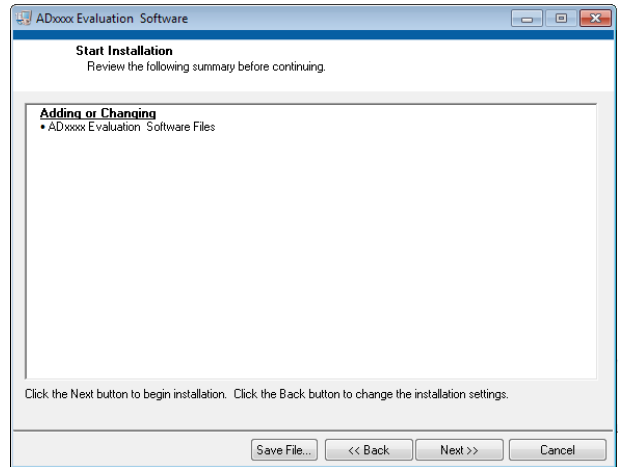 ADxxxx Evaluation  Software
Start Installation
Review the following summary before continuing.
Adding or Changing
• ADxxxx Evaluation  Software Files
Click the Next button to begin installation.  Click the Back button to change the installation settings.
Save File...
<< Back
Next >>
Cancel